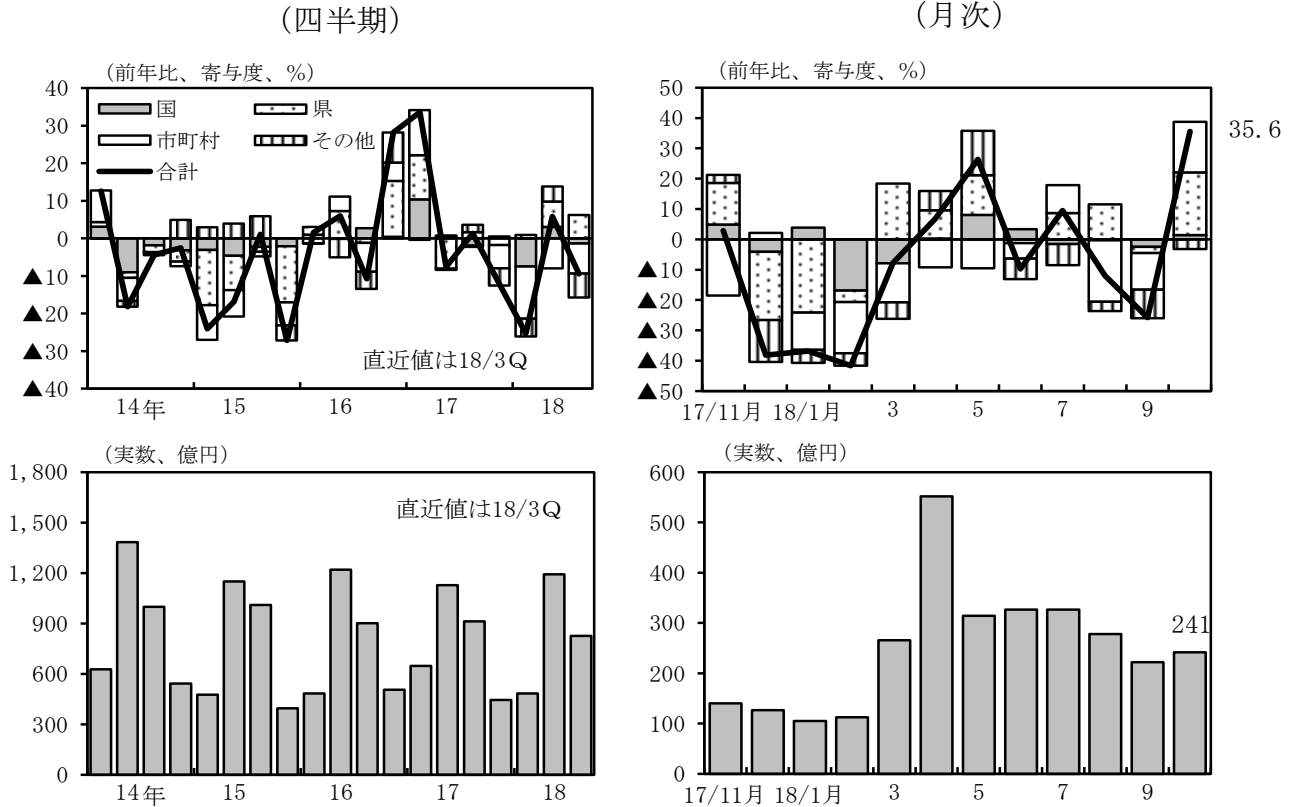 (四半期)
(前年比、寄与度、%)
40
30
20
10
0
▲ 10
▲ 20
▲ 30
▲ 40
国
県
市町村
その他
合計
直近値は18/3Q
14年 15 16 17 18
(月次)
(前年比、寄与度、%)
50
40
30
20
10
0
▲ 10
▲ 20
▲ 30
▲ 40
▲ 50
35.6
17/11月 18/1月 3 5 7 9
(実数、億円)
1,800
1,500
1,200
900
600
300
0
直近値は18/3Q
14年 15 16 17 18
(実数、億円)
600
500
400
300
200
100
0
241
17/11月 18/1月 3 5 7 9